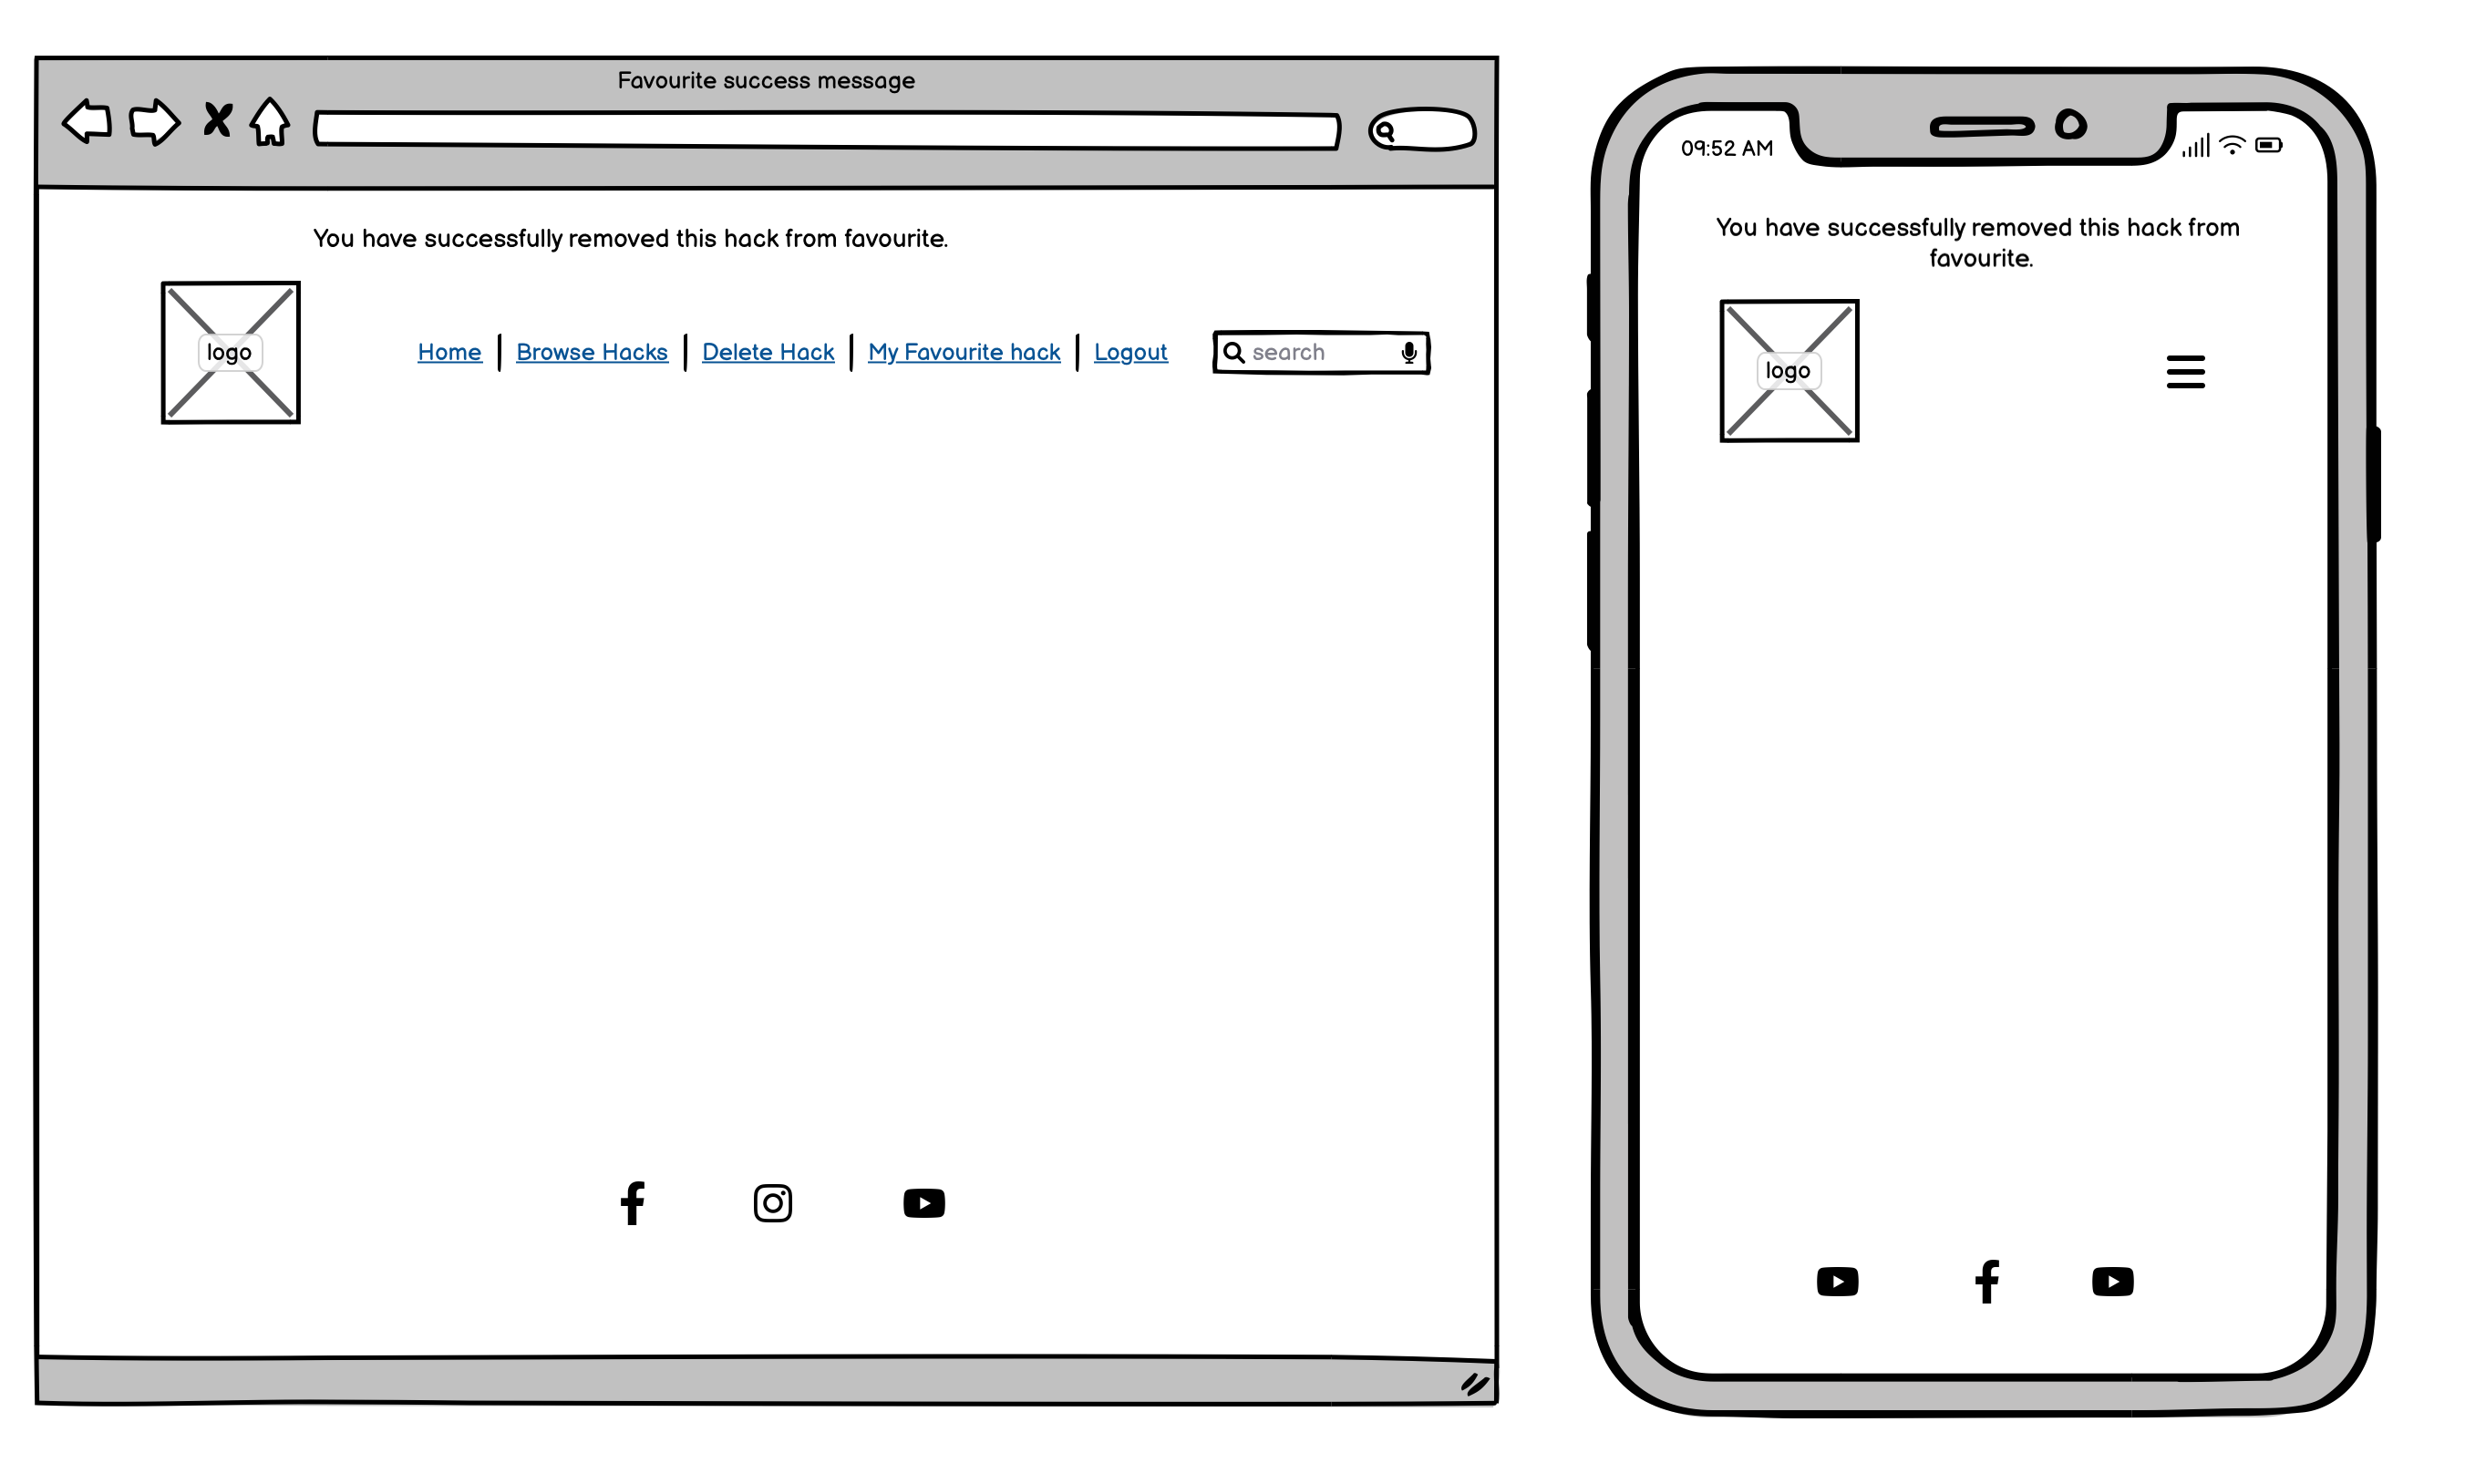 Favourite success message
You have successfully removed this hack from favourite.
logo
Home | Browse Hacks | Delete Hack | My Favourite hack | Logout
search
09:52 AM
You have successfully removed this hack from
favourite.
logo